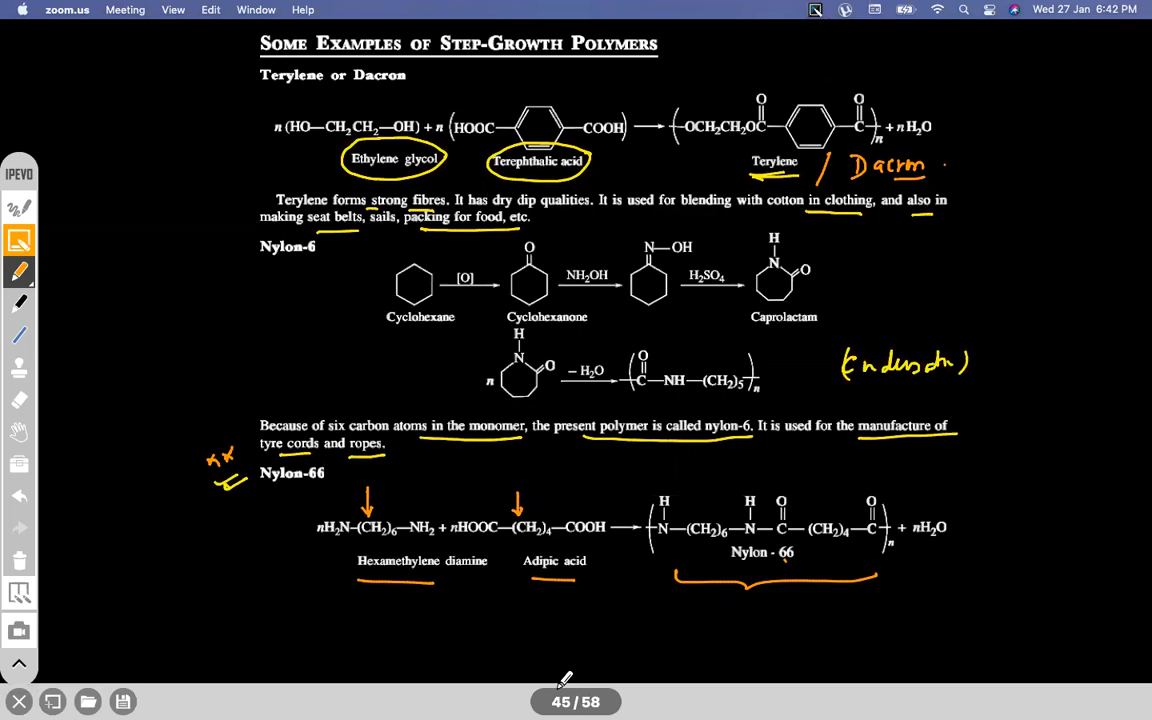 zoom.us Meeting View Edit Window Help Wed 27 Jan 6:42 PM
SOME EXAMPLES OF STEP-GROWTH POLYMERS
Terylene or Dacron
n(HO—CH2CH2—OH) + n(HOOC— —COOH) ( —OCH2CH2O C O C O )n + nH2O
Ethylene glycol Terephthalic acid Terylene / Dacron
Terylene forms strong fibres. It has dry dip qualities. It is used for blending with cotton in clothing, and also in
making seat belts, sails, packing for food, etc.
Nylon-6
[O] O NH2OH N—OH H2SO4 H N O
Cyclohexane Cyclohexanone Caprolactam
n H N O – H2O ( O C—NH—(CH2)5 )n
Because of six carbon atoms in the monomer, the present polymer is called nylon-6. It is used for the manufacture of
tyre cords and ropes.
Nylon-66
nH2N–(CH2)6–NH2 + nHOOC–(CH2)4–COOH ( H N—(CH2)6—H N—O C—(CH2)4—O C )n + nH2O
Hexamethylene diamine Adipic acid Nylon - 66
IPEVO
45 / 58